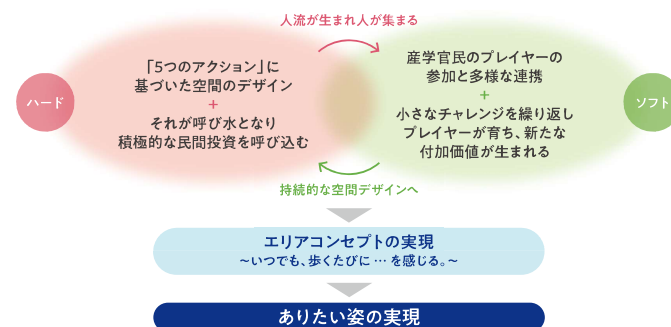 人流が生まれ人が集まる
ハード
「5つのアクション」に
基づいた空間のデザイン
+
それが呼び水となり
積極的な民間投資を呼び込む
産学官民のプレイヤーの
参加と多様な連携
+
小さなチャレンジを繰り返し
プレイヤーが育ち、新たな
付加価値が生まれる
ソフト
持続的な空間デザインへ
エリアコンセプトの実現
～いつでも、歩くたびに … を感じる。～
ありたい姿の実現